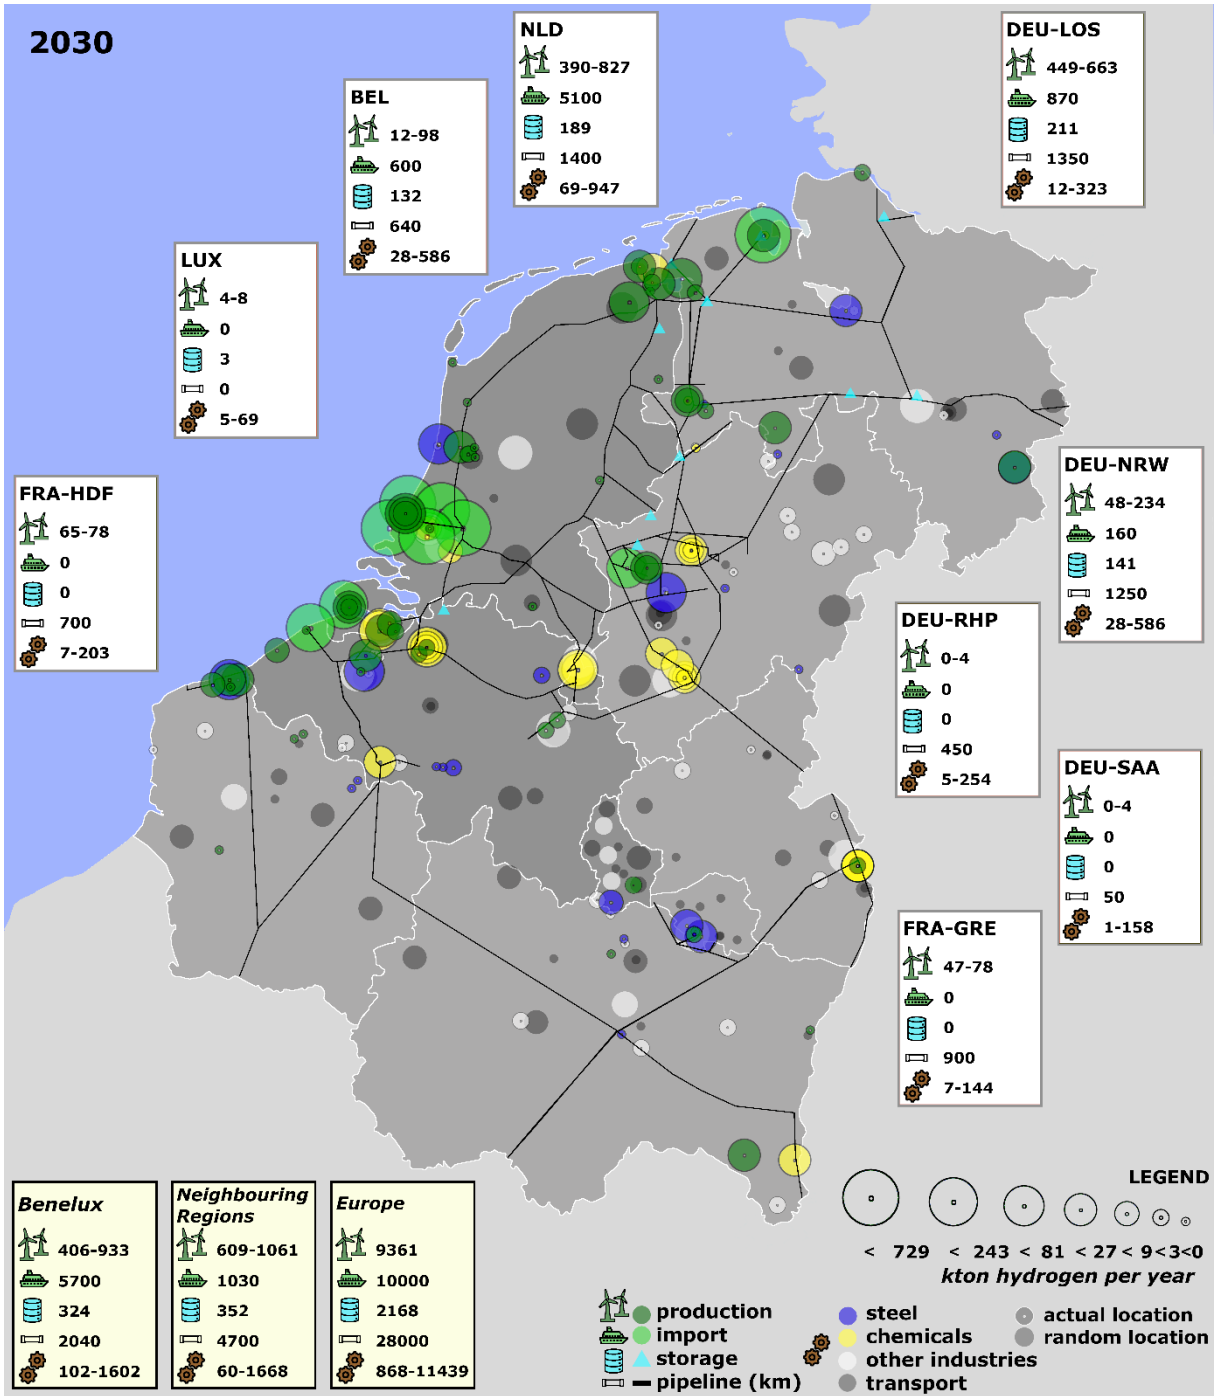 2030
NLD
390-827
5100
189
1400
69-947
DEU-LOS
449-663
870
211
1350
12-323
BEL
12-98
600
132
640
28-586
LUX
4-8
0
3
0
5-69
FRA-HDF
65-78
0
0
700
7-203
DEU-NRW
48-234
160
141
1250
28-586
DEU-RHP
0-4
0
0
450
5-254
DEU-SAA
0-4
0
0
50
1-158
FRA-GRE
47-78
0
0
900
7-144
Benelux
406-933
5700
324
2040
102-1602
Neighbouring
Regions
609-1061
1030
352
4700
60-1668
Europe
9361
10000
2168
28000
868-11439
LEGEND
< 729 < 243 < 81 < 27 < 9 <3<0
kton hydrogen per year
production
import
storage
pipeline (km)
steel
chemicals
other industries
transport
actual location
random location